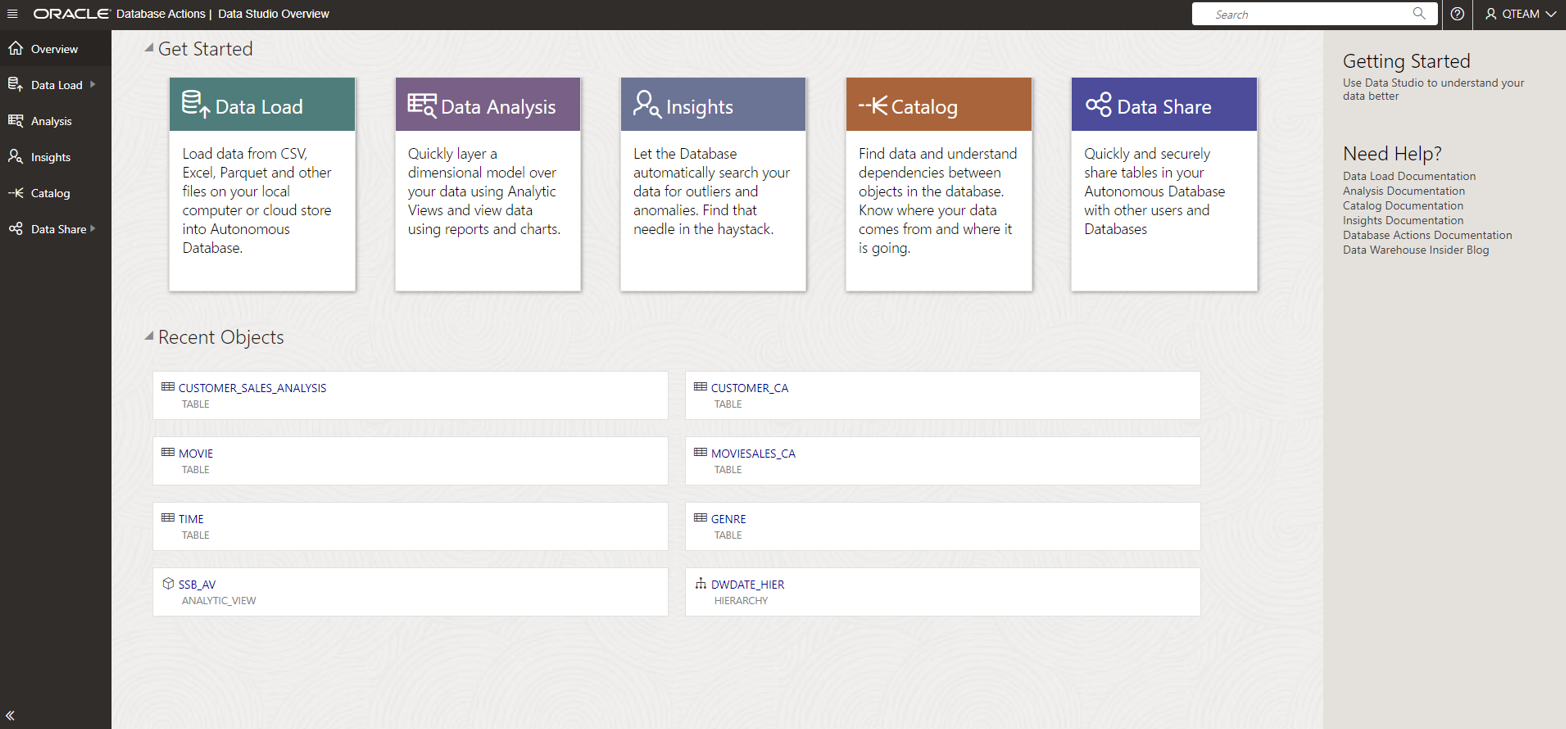 ORACLE Database Actions | Data Studio Overview
Search
QTEAM
Overview
Data Load
Analysis
Insights
Catalog
Data Share
Get Started
Data Load
Load data from CSV,
Excel, Parquet and other
files on your local
computer or cloud store
into Autonomous
Database.
Data Analysis
Quickly layer a
dimensional model over
your data using Analytic
Views and view data
using reports and charts.
Insights
Let the Database
automatically search your
data for outliers and
anomalies. Find that
needle in the haystack.
Catalog
Find data and understand
dependencies between
objects in the database.
Know where your data
comes from and where it
is going.
Data Share
Quickly and securely
share tables in your
Autonomous Database
with other users and
Databases
Recent Objects
CUSTOMER_SALES_ANALYSIS
TABLE
CUSTOMER_CA
TABLE
MOVIE
TABLE
MOVIESALES_CA
TABLE
TIME
TABLE
GENRE
TABLE
SSB_AV
ANALYTIC_VIEW
DWDATE_HIER
HIERARCHY
Getting Started
Use Data Studio to understand your
data better
Need Help?
Data Load Documentation
Analysis Documentation
Catalog Documentation
Insights Documentation
Database Actions Documentation
Data Warehouse Insider Blog